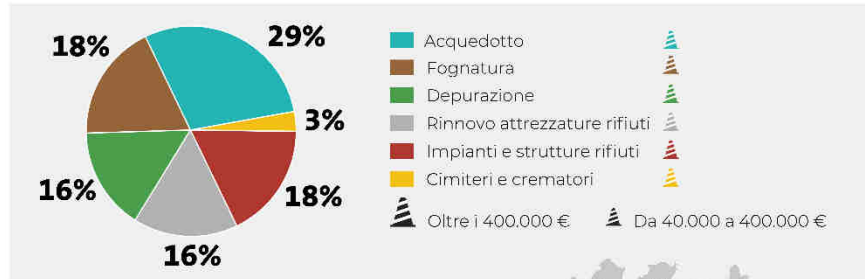 29%
18%
3%
16%
18%
16%
Acquedotto
Fognatura
Depurazione
Rinnovo attrezzature rifiuti
Impianti e strutture rifiuti
Cimiteri e crematori
Oltre i 400.000 € Da 40.000 a 400.000 €